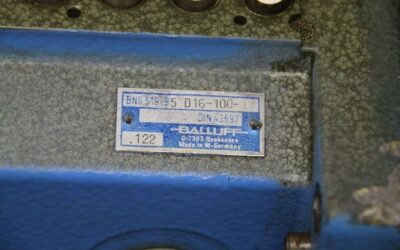 BNS 519-B5 D16-100-11
DIN 43697
BALLUFF
D-7303 Neuhausen
Made in W-Germany
.122